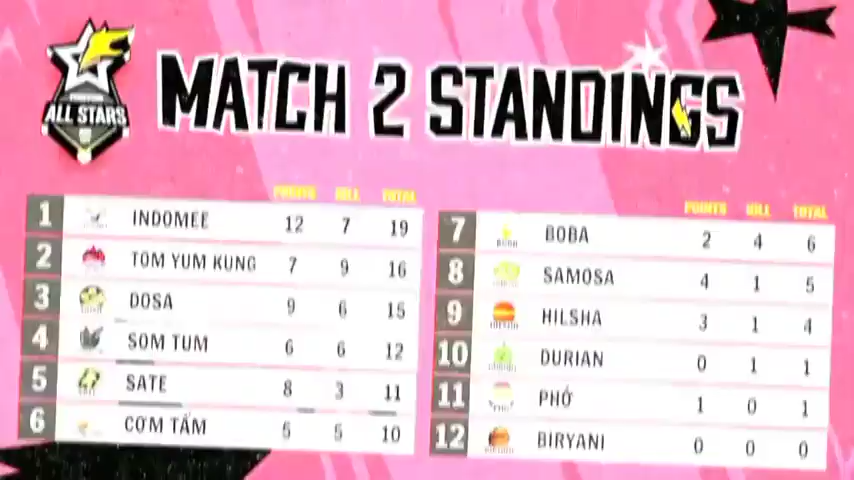 ALL STARS
MATCH 2 STANDINGS
POINTS KILL TOTAL
1 INDOMEE 12 7 19
2 TOM YUM KUNG 7 9 16
3 DOSA 9 6 15
4 SOM TUM 6 6 12
5 SATE 8 3 11
6 CƠM TẤM 5 5 10
POINTS KILL TOTAL
7 BOBA 2 4 6
8 SAMOSA 4 1 5
9 HILSHA 3 1 4
10 DURIAN 0 1 1
11 PHỞ 1 0 1
12 BIRYANI 0 0 0